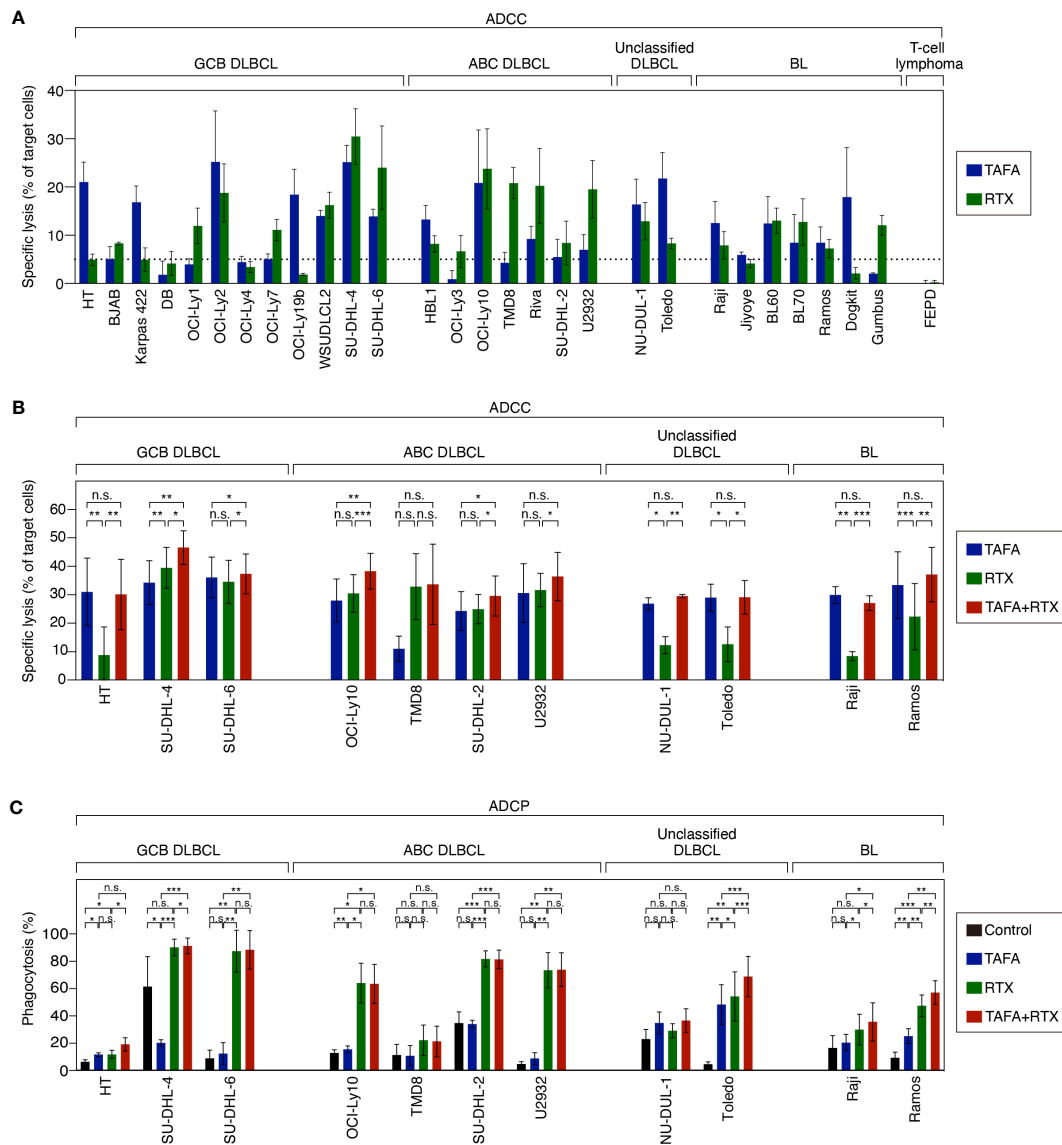 A
ADCC
GCB DLBCL
ABC DLBCL
Unclassified
DLBCL
BL
T-cell
lymphoma
Specific lysis (% of target cells)
40
30
20
10
0
HT
BJAB
Karpas 422
DB
OCI-Ly1
OCI-Ly2
OCI-Ly4
OCI-Ly7
OCI-Ly19b
WSUDLCL2
SU-DHL-4
SU-DHL-6
HBL1
OCI-Ly3
OCI-Ly10
TMD8
Riva
SU-DHL-2
U2932
NU-DUL-1
Toledo
Raji
Jiyoye
BL60
BL70
Ramos
Dogkit
Gumbus
FEPD
TAFA
RTX
B
ADCC
GCB DLBCL
ABC DLBCL
Unclassified
DLBCL
BL
Specific lysis (% of target cells)
60
50
40
30
20
10
0
n.s. ** * ** n.s. * n.s. n.s. n.s. n.s. n.s.
** ** ** * n.s. * n.s. *** n.s. n.s. n.s. * n.s. * * ** * * ** *** *** **
HT
SU-DHL-4
SU-DHL-6
OCI-Ly10
TMD8
SU-DHL-2
U2932
NU-DUL-1
Toledo
Raji
Ramos
TAFA
RTX
TAFA+RTX
C
ADCP
GCB DLBCL
ABC DLBCL
Unclassified
DLBCL
BL
Phagocytosis (%)
100
80
60
40
20
0
n.s. *** ** * n.s. *** ** n.s. *** * **
* * n.s. * ** n.s. * n.s. n.s. n.s. *** n.s. ** n.s. n.s. n.s. ** *** n.s. * *** **
* n.s. * *** n.s. ** ** * n.s. n.s. n.s. *** n.s. ** n.s. n.s. ** * n.s. * ** **
HT
SU-DHL-4
SU-DHL-6
OCI-Ly10
TMD8
SU-DHL-2
U2932
NU-DUL-1
Toledo
Raji
Ramos
Control
TAFA
RTX
TAFA+RTX